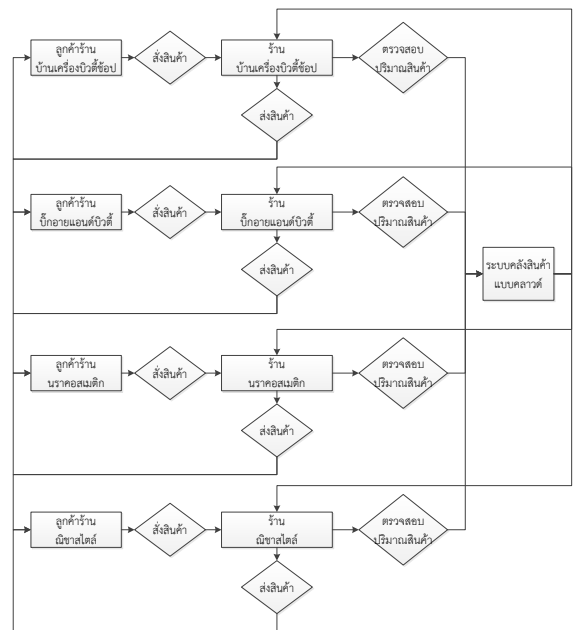 ลูกค้าร้าน
บ้านเครื่องบิวตี้ช้อป
สั่งสินค้า
ร้าน
บ้านเครื่องบิวตี้ช้อป
ตรวจสอบ
ปริมาณสินค้า
ส่งสินค้า
ลูกค้าร้าน
บิ๊กอายแอนด์บิวตี้
สั่งสินค้า
ร้าน
บิ๊กอายแอนด์บิวตี้
ตรวจสอบ
ปริมาณสินค้า
ส่งสินค้า
ระบบคลังสินค้า
แบบคลาวด์
ลูกค้าร้าน
นราคอสเมติก
สั่งสินค้า
ร้าน
นราคอสเมติก
ตรวจสอบ
ปริมาณสินค้า
ส่งสินค้า
ลูกค้าร้าน
ณิชาสไตล์
สั่งสินค้า
ร้าน
ณิชาสไตล์
ตรวจสอบ
ปริมาณสินค้า
ส่งสินค้า